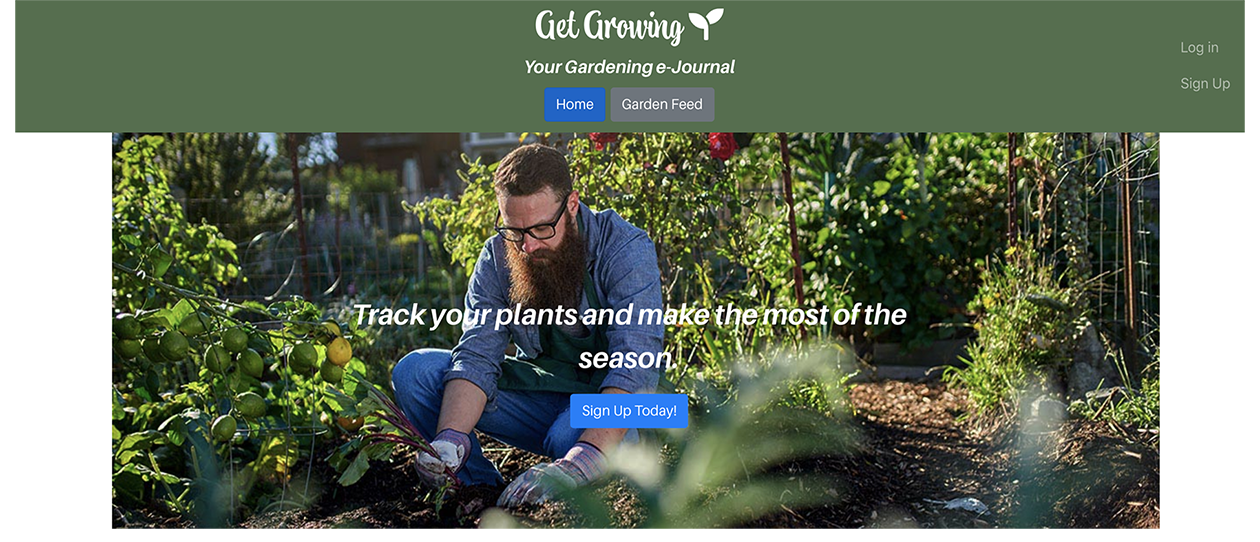 Get Growing
Your Gardening e-Journal
Home
Garden Feed
Log in
Sign Up
Track your plants and make the most of the
season.
Sign Up Today!